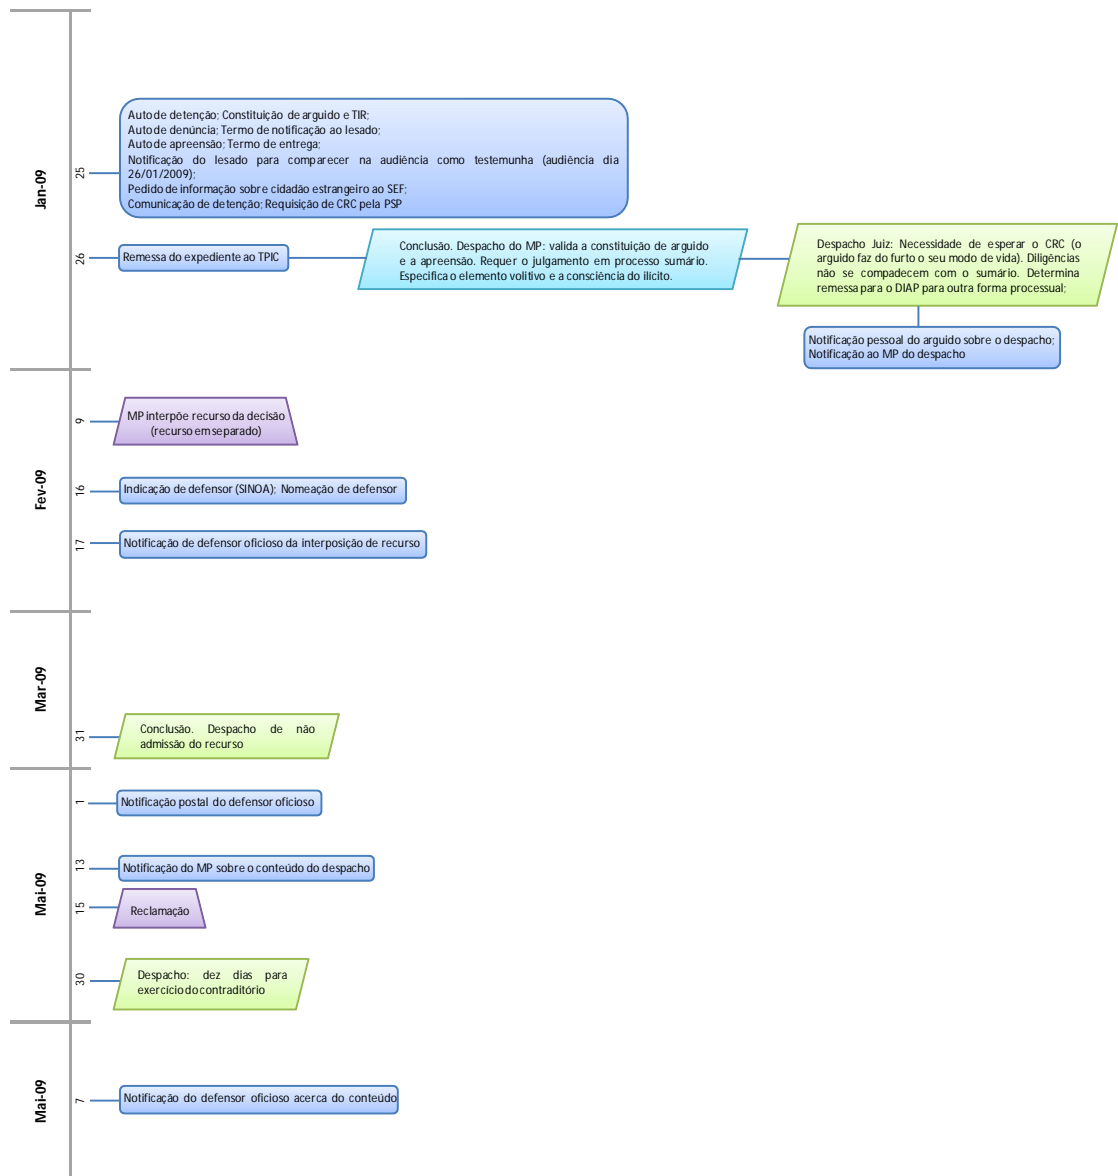 Jan-09
25
Auto de detenção; Constituição de arguido e TIR;
Auto de denúncia; Termo de notificação ao lesado;
Auto de apreensão; Termo de entrega;
Notificação do lesado para comparecer na audiência como testemunha (audiência dia
26/01/2009);
Pedido de informação sobre cidadão estrangeiro ao SEF;
Comunicação de detenção; Requisição de CRC pela PSP
26
Remessa do expediente ao TPIC
Conclusão. Despacho do MP: valida a constituição de arguido
e a apreensão. Requer o julgamento em processo sumário.
Especifica o elemento volitivo e a consciência do ilícito.
Despacho Juiz: Necessidade de esperar o CRC (o
arguido faz do furto o seu modo de vida). Diligências
não se compadecem com o sumário. Determina
remessa para o DIAP para outra forma processual;
Notificação pessoal do arguido sobre o despacho;
Notificação ao MP do despacho
Fev-09
9
MP interpõe recurso da decisão
(recurso em separado)
16
Indicação de defensor (SINOA); Nomeação de defensor
17
Notificação de defensor oficioso da interposição de recurso
Mar-09
31
Conclusão. Despacho de não
admissão do recurso
Mai-09
1
Notificação postal do defensor oficioso
13
Notificação do MP sobre o conteúdo do despacho
15
Reclamação
30
Despacho: dez dias para
exercício do contraditório
Mai-09
7
Notificação do defensor oficioso acerca do conteúdo